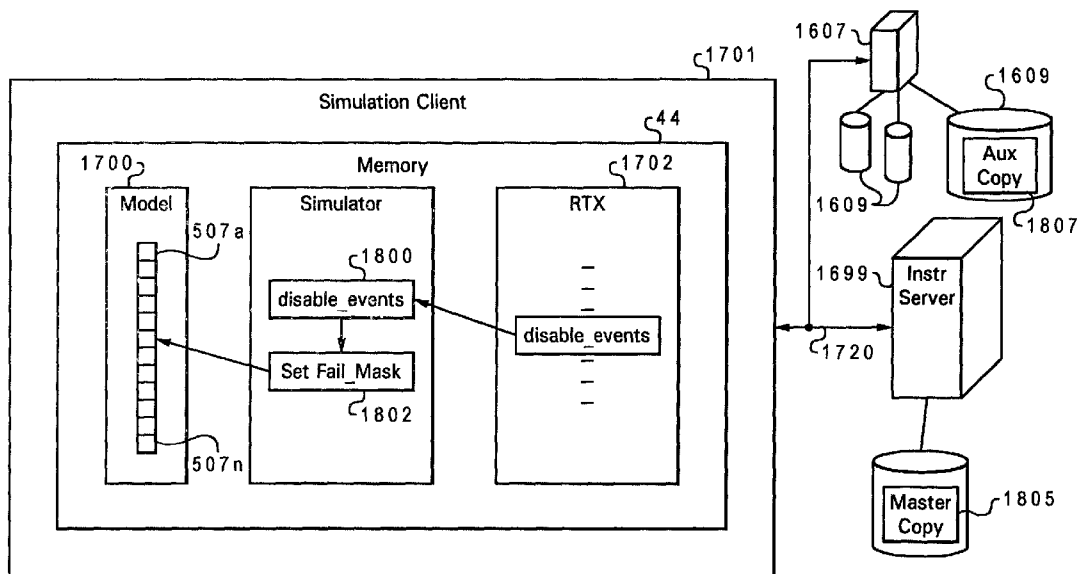 1607
1701
Simulation Client
1609
44
Memory
1700
1702
Model
Simulator
RTX
Aux
Copy
1609
1807
507a
1800
disable_events
1699
Instr
Server
disable_events
1720
Set Fail_Mask
1802
507n
Master
Copy
1805